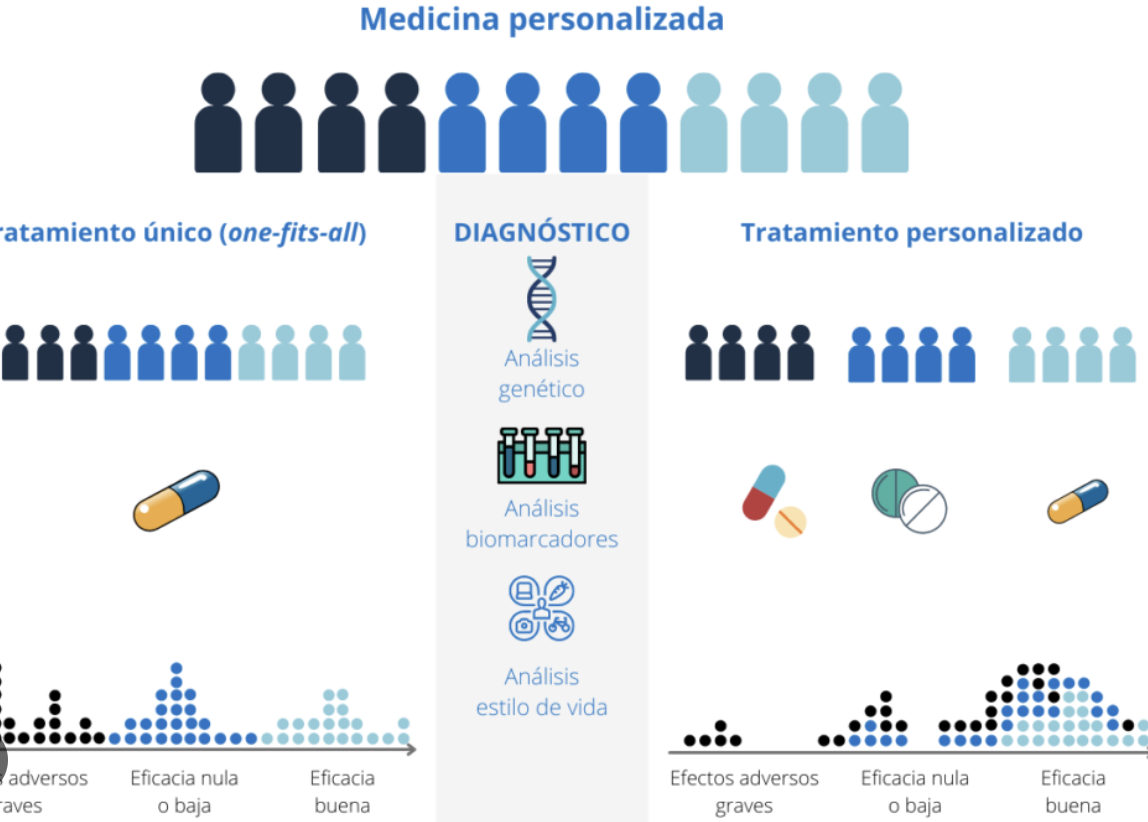 Medicina personalizada
ratamiento único (one-fits-all)
DIAGNÓSTICO
Tratamiento personalizado
Análisis
genético
Análisis
biomarcadores
Análisis
estilo de vida
adversos
raves
Eficacia nula
o baja
Eficacia
buena
Efectos adversos
graves
Eficacia nula
o baja
Eficacia
buena